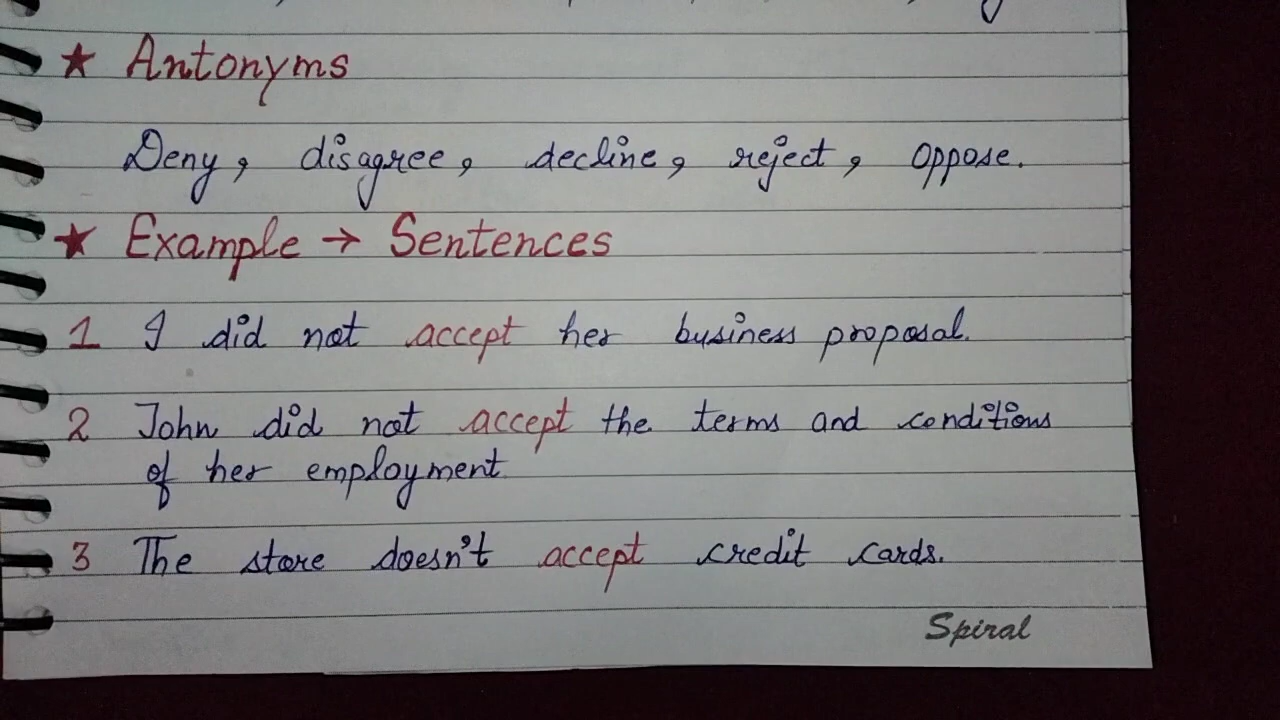 ★ Antonyms
Deny, disagree, decline, reject, oppose.
★ Example → Sentences
1 I did not accept her business proposal.
2 John did not accept the terms and conditions
of her employment
3 The store doesn't accept credit cards.
Spiral